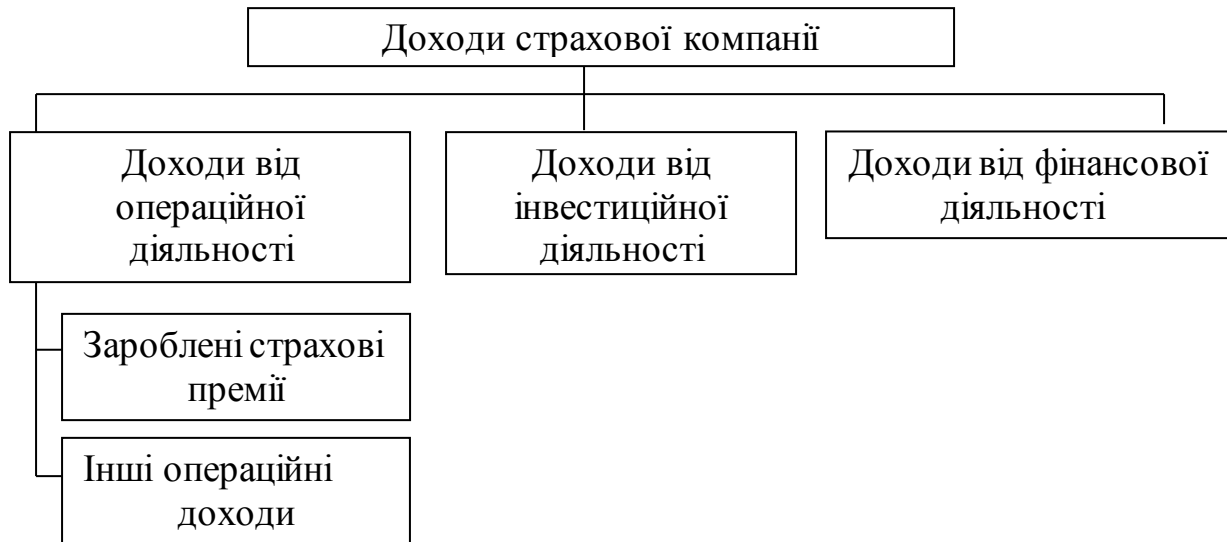 Доходи страхової компанії
Доходи від
операційної
діяльності
Доходи від
інвестиційної
діяльності
Доходи від фінансової
діяльності
Зароблені страхові
премії
Інші операційні
доходи